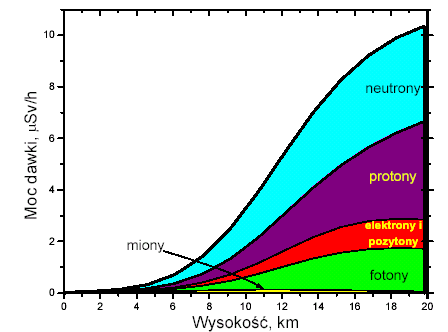 Moc dawki, μSv/h
10
8
6
4
2
0
neutrony
protony
elektrony i
pozytony
miony
fotony
0 2 4 6 8 10 12 14 16 18 20
Wysokość, km